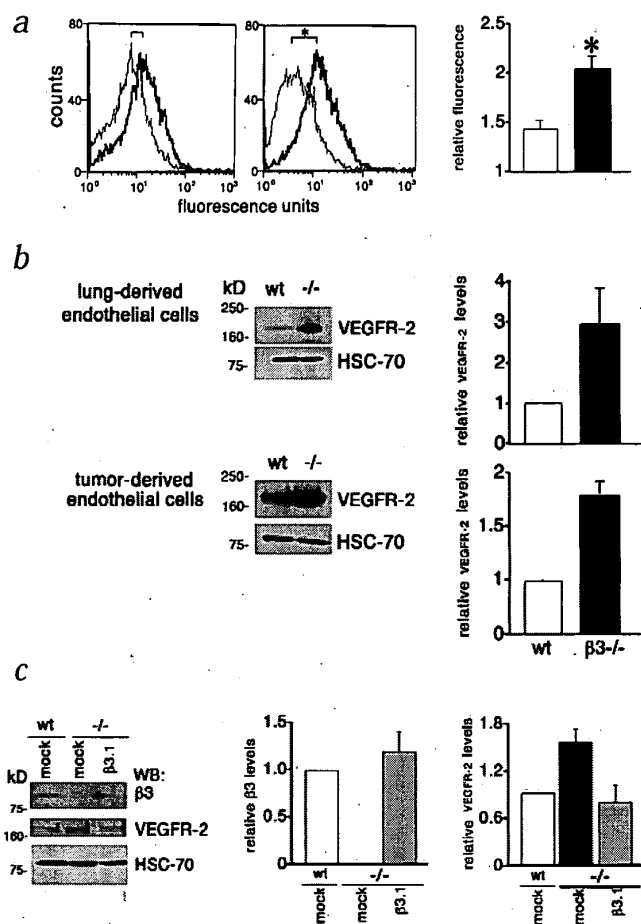 a
counts
80
40
0
10⁰ 10¹ 10² 10³
80
*
40
0
10⁰ 10¹ 10² 10³
fluorescence units
relative fluorescence
2.5
2
1.5
1
*
b
lung-derived
endothelial cells
kD wt -/-
250-
160-
VEGFR-2
75-
HSC-70
relative VEGFR-2 levels
4
3
2
1
0
tumor-derived
endothelial cells
wt -/-
250-
160-
VEGFR-2
75-
HSC-70
relative VEGFR-2 levels
2
1.5
1
0
wt β3-/-
c
wt -/-
mock mock β3.1
kD
WB:
75-
β3
160-
VEGFR-2
75-
HSC-70
relative β3 levels
1.5
1.0
0.5
0
wt -/-
mock mock β3.1
relative VEGFR-2 levels
1.8
1.2
0.6
0
wt -/-
mock mock β3.1